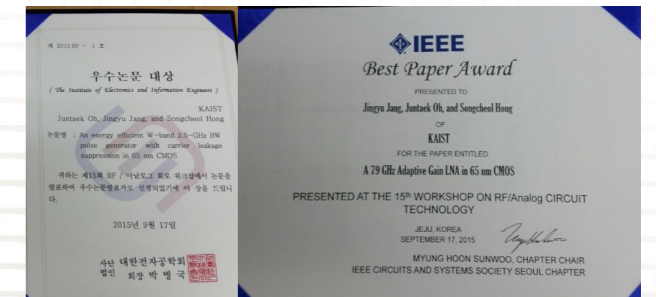 제 2015 RF - 1 호
우수논문 대상
( The Institute of Electronics and Information Engineers )
KAIST
Juntaek Oh, Jingyu Jang, and Songcheol Hong
논문명 : An energy efficient W-band 2.5-GHz BW
pulse generator with carrier leakage
suppression in 65 nm CMOS
귀하는 제15회 RF / 아날로그 회로 워크샵에서 논문을
발표하여 우수논문발표자로 선정되었기에 이 상을 드립니
다.
2015년 9월 17일
사단
법인 대한전자공학회
회장 박 병 국
IEEE
Best Paper Award
PRESENTED TO
Jingyu Jang, Juntaek Oh, and Songcheol Hong
OF
KAIST
FOR THE PAPER ENTITLED
A 79 GHz Adaptive Gain LNA in 65 nm CMOS
PRESENTED AT THE 15th WORKSHOP ON RF/Analog CIRCUIT
TECHNOLOGY
JEJU, KOREA
SEPTEMBER 17, 2015
MYUNG HOON SUNWOO, CHAPTER CHAIR
IEEE CIRCUITS AND SYSTEMS SOCIETY SEOUL CHAPTER